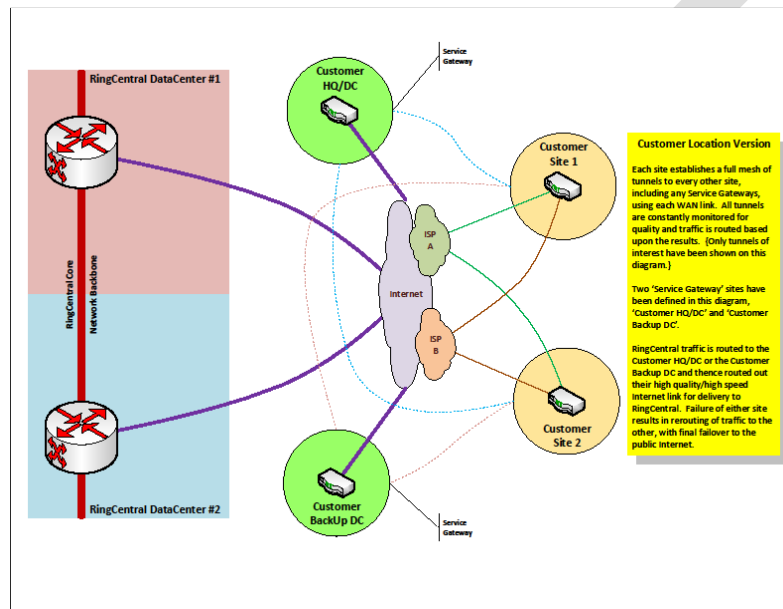 RingCentral DataCenter #1
Customer
HQ/DC
Service
Gateway
Customer
Site 1
ISP
A
Internet
ISP
B
RingCentral Core
Network Backbone
Customer
Site 2
Customer
BackUp DC
Service
Gateway
RingCentral DataCenter #2
Customer Location Version
Each site establishes a full mesh of
tunnels to every other site,
including any Service Gateways,
using each WAN link.  All tunnels
are constantly monitored for
quality and traffic is routed based
upon the results.  {Only tunnels of
interest have been shown on this
diagram.}
Two ‘Service Gateway’ sites have
been defined in this diagram,
‘Customer HQ/DC’ and ‘Customer
Backup DC’.
RingCentral traffic is routed to the
Customer HQ/DC or the Customer
Backup DC and thence routed out
their high quality/high speed
Internet link for delivery to
RingCentral.  Failure of either site
results in rerouting of traffic to the
other, with final failover to the
public Internet.